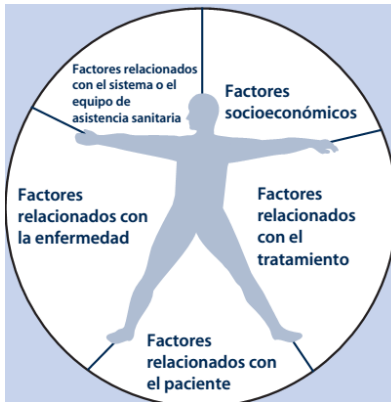 Factores relacionados
con el sistema o el
equipo de
asistencia sanitaria
Factores
socioeconómicos
Factores
relacionados con
la enfermedad
Factores
relacionados
con el
tratamiento
Factores
relacionados con
el paciente